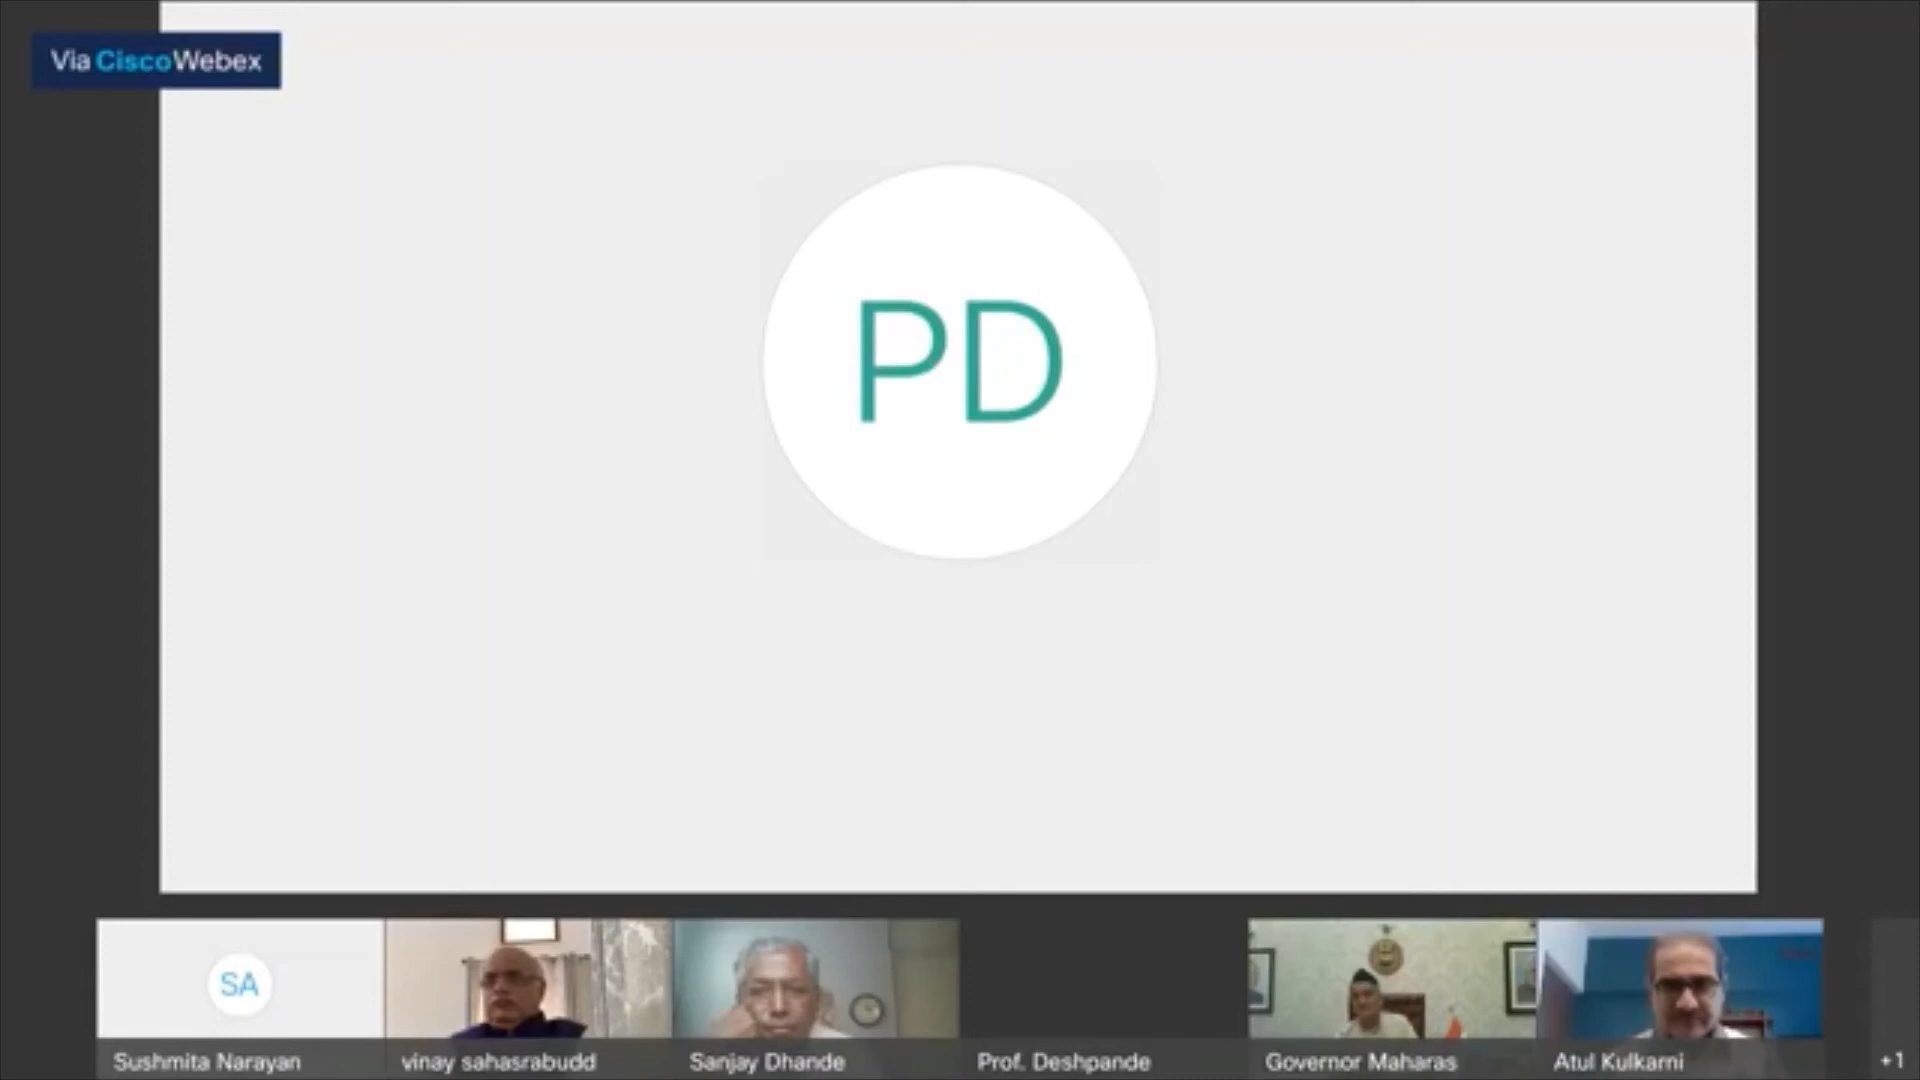 Via CiscoWebex
PD
SA
Sushmita Narayan
vinay sahasrabudd
Sanjay Dhande
Prof. Deshpande
Governor Maharas
Atul Kulkarni
+1